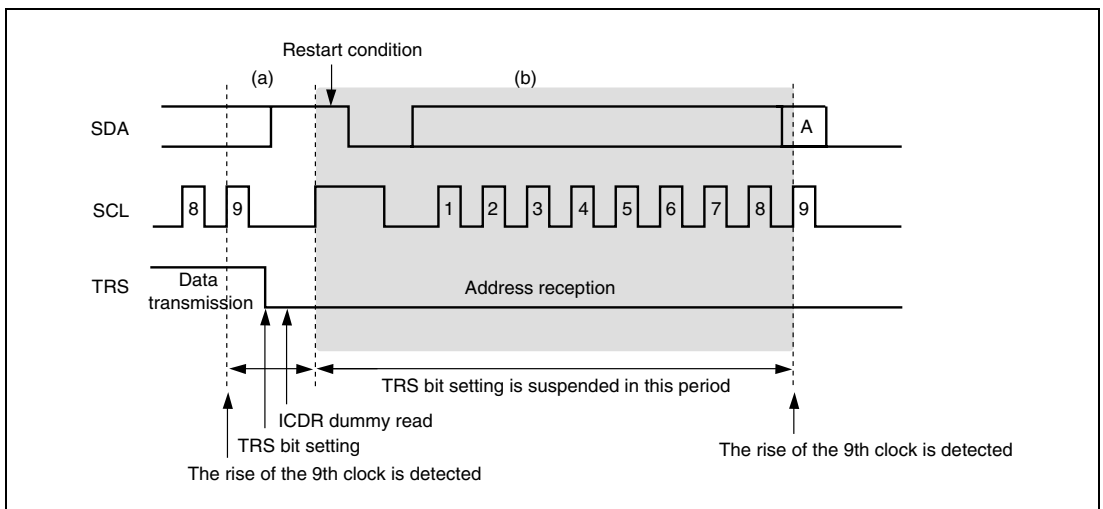 Restart condition
(a)
(b)
SDA
A
SCL
8 9 1 2 3 4 5 6 7 8 9
TRS
Data
transmission
Address reception
TRS bit setting is suspended in this period
ICDR dummy read
TRS bit setting
The rise of the 9th clock is detected
The rise of the 9th clock is detected